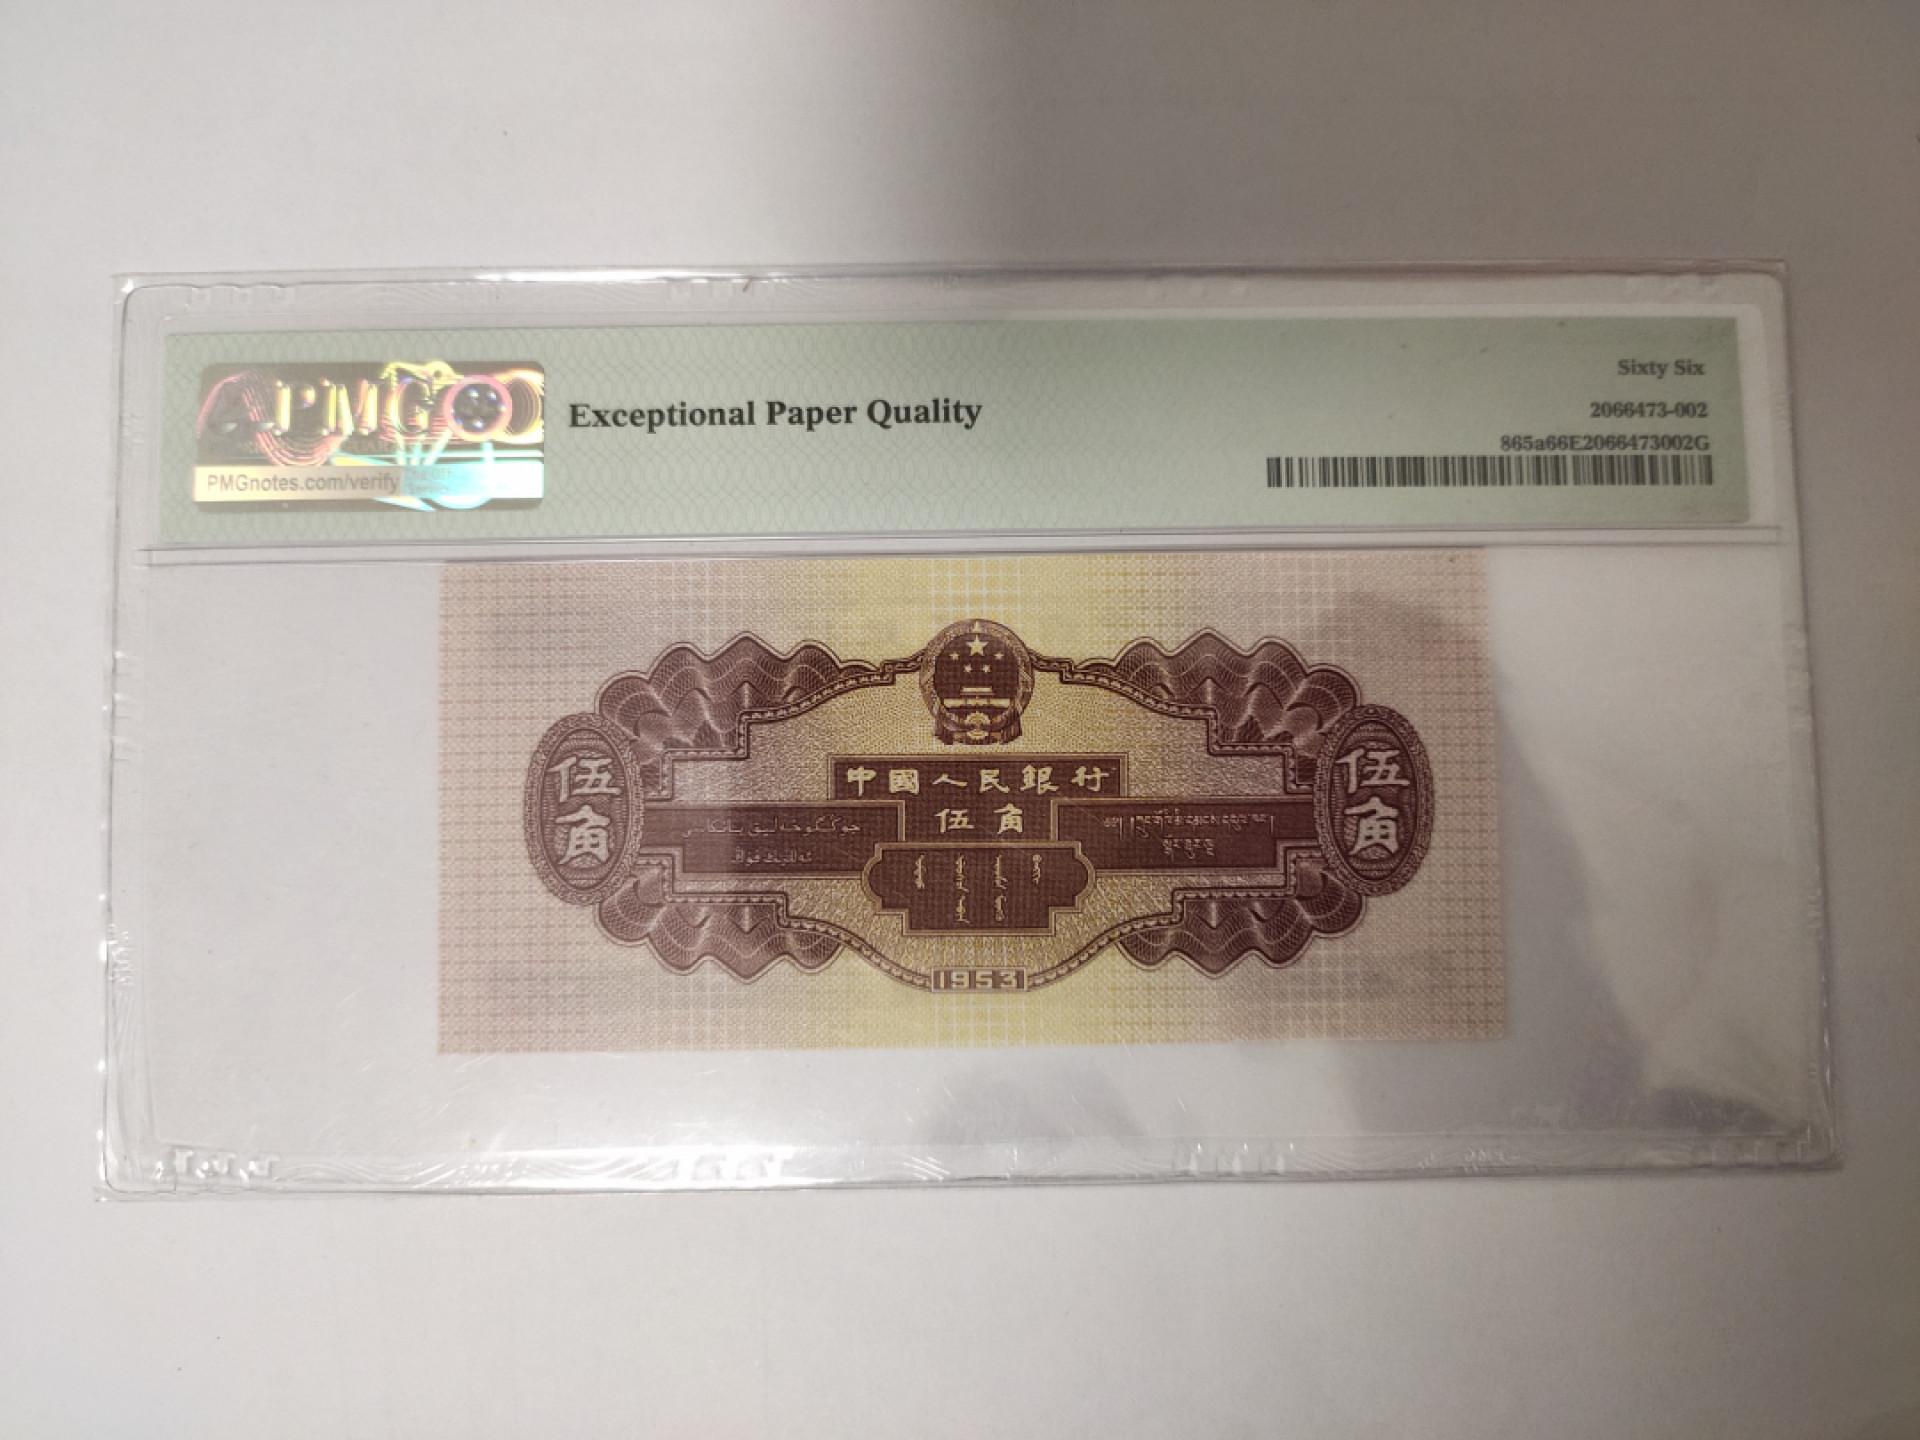 PMG
PMGnotes.com/verify
Exceptional Paper Quality
Sixty Six
2066473-002
865a66E2066473002G
中國人民銀行
伍角
伍角
伍角
1953